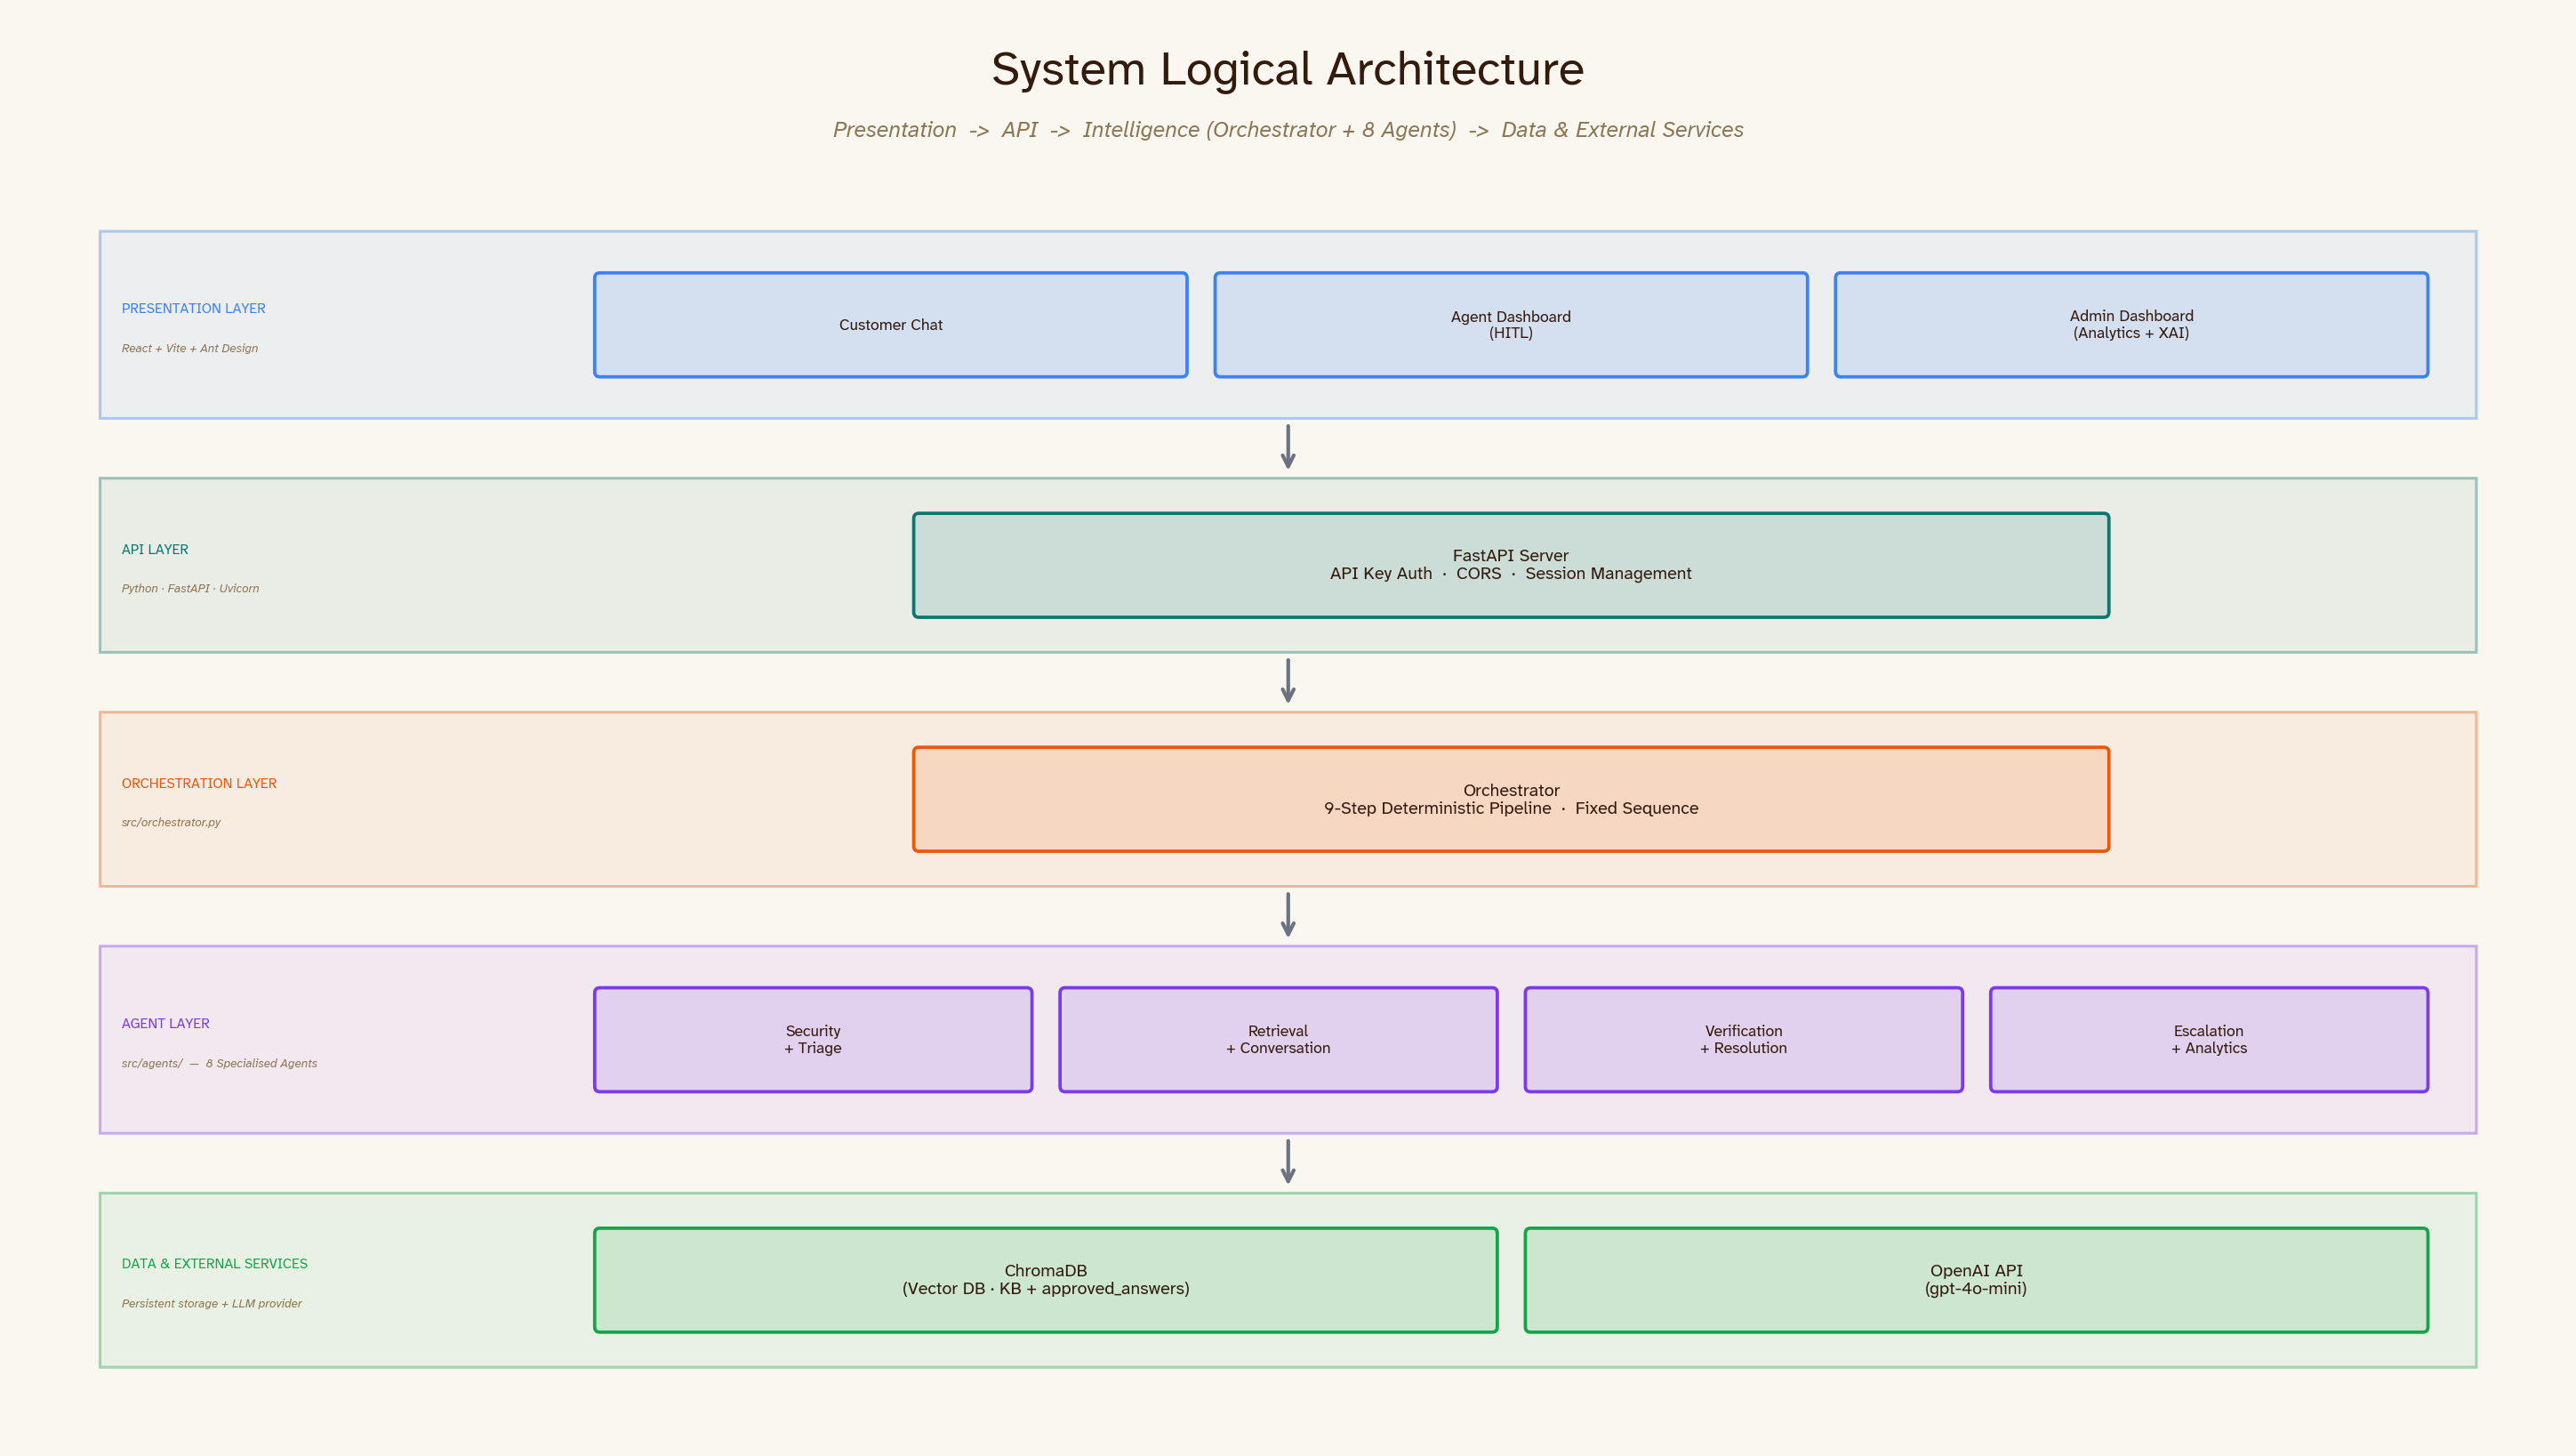 System Logical Architecture
Presentation -> API -> Intelligence (Orchestrator + 8 Agents) -> Data & External Services
PRESENTATION LAYER
React + Vite + Ant Design
Customer Chat
Agent Dashboard
(HITL)
Admin Dashboard
(Analytics + XAI)
API LAYER
Python · FastAPI · Uvicorn
FastAPI Server
API Key Auth · CORS · Session Management
ORCHESTRATION LAYER
src/orchestrator.py
Orchestrator
9-Step Deterministic Pipeline · Fixed Sequence
AGENT LAYER
src/agents/ — 8 Specialised Agents
Security
+ Triage
Retrieval
+ Conversation
Verification
+ Resolution
Escalation
+ Analytics
DATA & EXTERNAL SERVICES
Persistent storage + LLM provider
ChromaDB
(Vector DB · KB + approved_answers)
OpenAI API
(gpt-4o-mini)